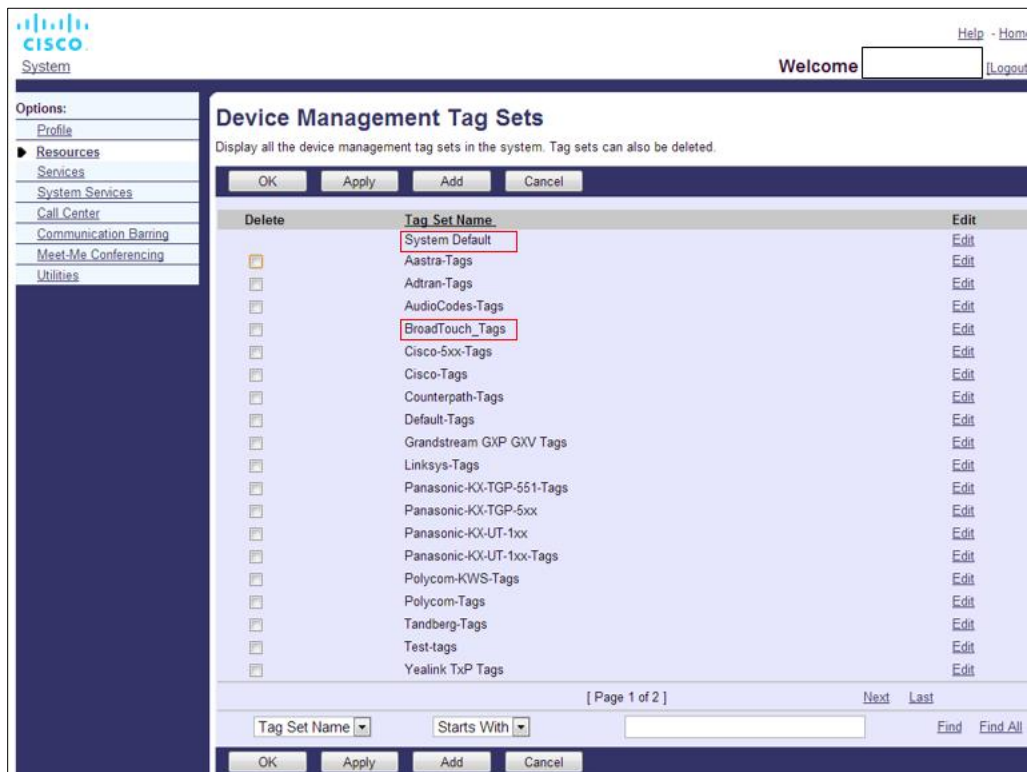 CISCO
Help - Home
System
Welcome [Logout
Options:
Profile
Resources
Services
System Services
Call Center
Communication Barring
Meet-Me Conferencing
Utilities
Device Management Tag Sets
Display all the device management tag sets in the system. Tag sets can also be deleted.
OK Apply Add Cancel
Delete Tag Set Name Edit
System Default Edit
Aastra-Tags Edit
Adtran-Tags Edit
AudioCodes-Tags Edit
BroadTouch_Tags Edit
Cisco-5xx-Tags Edit
Cisco-Tags Edit
Counterpath-Tags Edit
Default-Tags Edit
Grandstream GXP GXV Tags Edit
Linksys-Tags Edit
Panasonic-KX-TGP-551-Tags Edit
Panasonic-KX-TGP-5xx Edit
Panasonic-KX-UT-1xx Edit
Panasonic-KX-UT-1xx-Tags Edit
Polycom-KWS-Tags Edit
Polycom-Tags Edit
Tandberg-Tags Edit
Test-tags Edit
Yealink TxP Tags Edit
[ Page 1 of 2 ] Next Last
Tag Set Name Starts With Find Find All
OK Apply Add Cancel